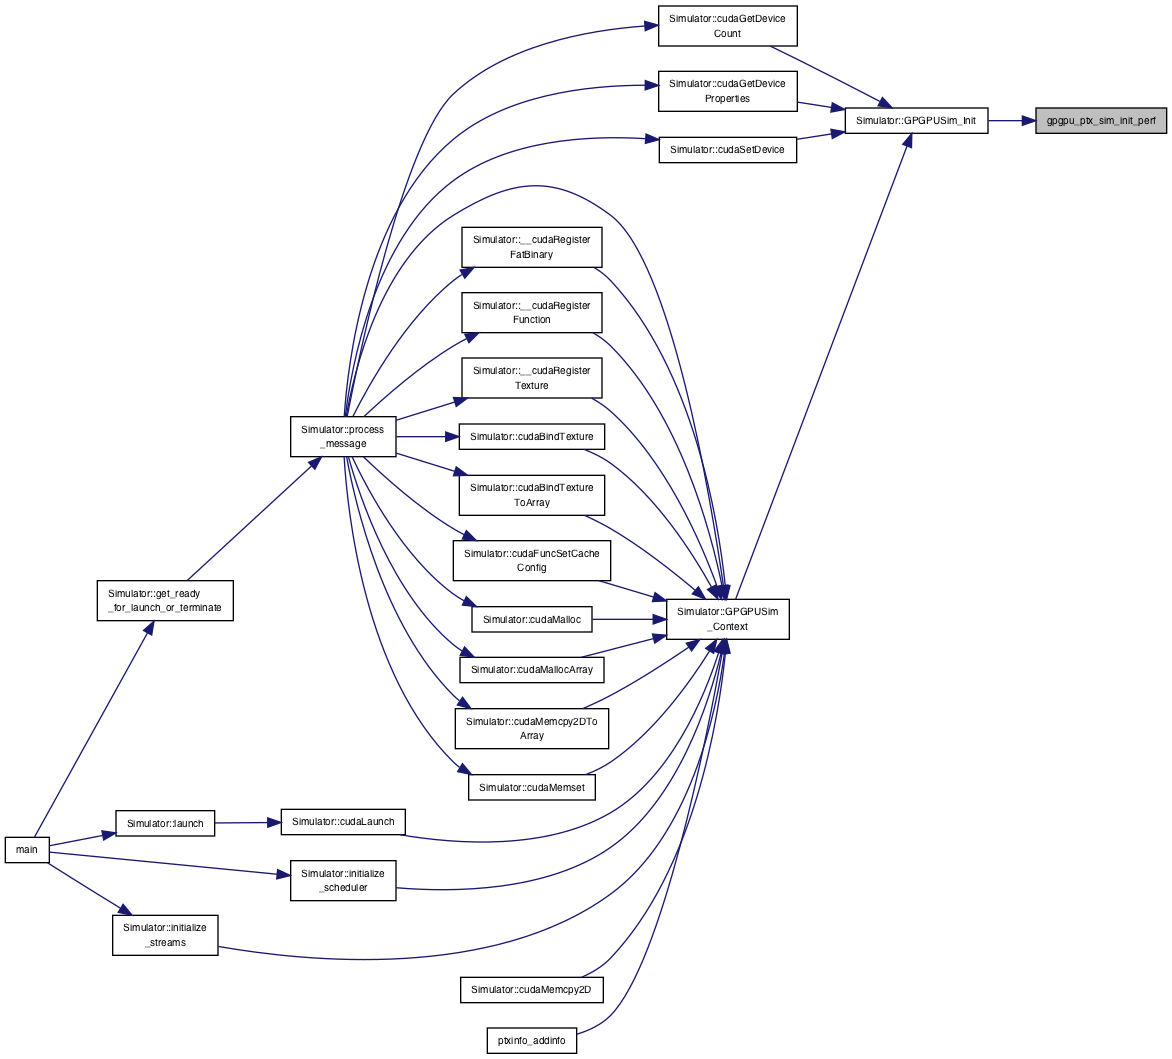 Simulator::cudaGetDevice
Count
Simulator::cudaGetDevice
Properties
Simulator::GPGPUSim_Init
gpgpu_ptx_sim_init_perf
Simulator::cudaSetDevice
Simulator::__cudaRegister
FatBinary
Simulator::__cudaRegister
Function
Simulator::__cudaRegister
Texture
Simulator::process
_message
Simulator::cudaBindTexture
Simulator::cudaBindTexture
ToArray
Simulator::cudaFuncSetCache
Config
Simulator::get_ready
_for_launch_or_terminate
Simulator::cudaMalloc
Simulator::GPGPUSim
_Context
Simulator::cudaMallocArray
Simulator::cudaMemcpy2DTo
Array
Simulator::cudaMemset
main
Simulator::launch
Simulator::cudaLaunch
Simulator::initialize
_scheduler
Simulator::initialize
_streams
Simulator::cudaMemcpy2D
ptxinfo_addinfo